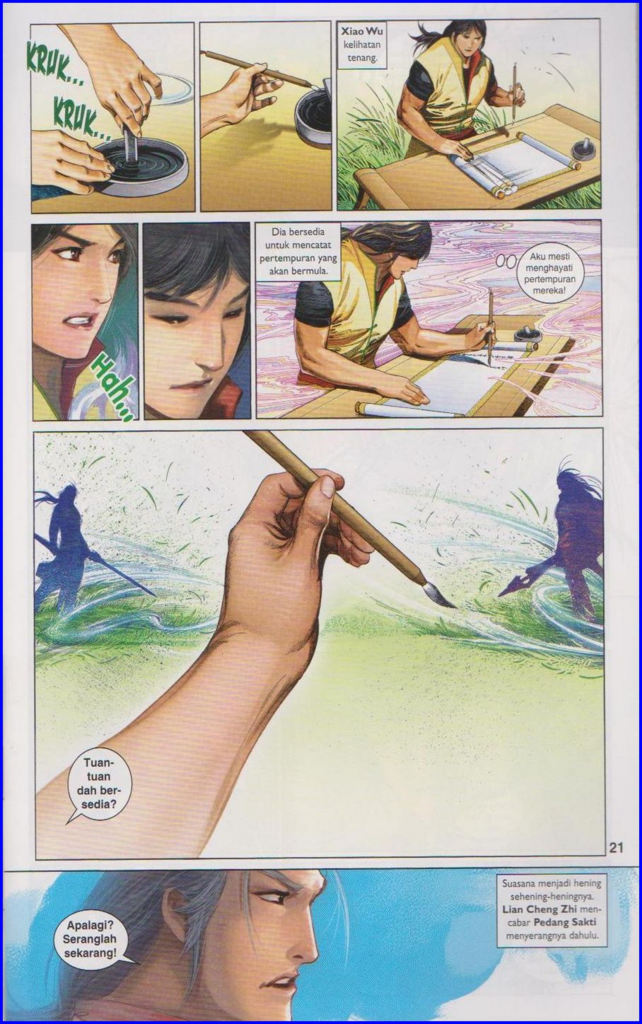 KRUK...
KRUK...
Xiao Wu
kelihatan
tenang.
Hah...
Dia bersedia
untuk mencatat
pertempuran yang
akan bermula.
Aku mesti
menghayati
pertempuran
mereka!
Tuan-
tuan
dah ber-
sedia?
21
Apalagi?
Seranglah
sekarang!
Suasana menjadi hening
sehening-heningnya.
Lian Cheng Zhi men-
cabar Pedang Sakti
menyerangnya dahulu.